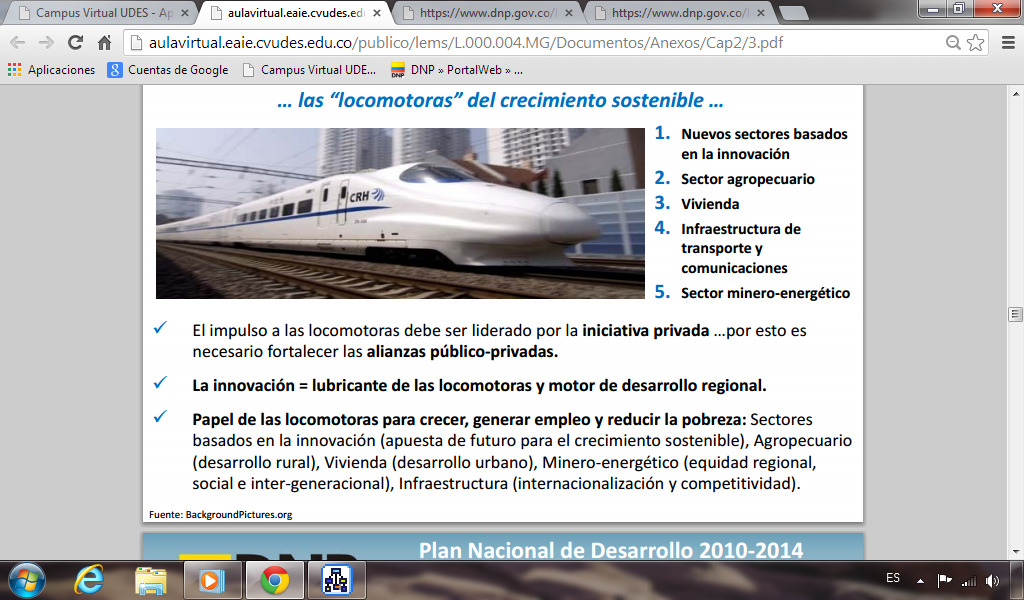 Campus Virtual UDES - Ap
aulavirtual.eaie.cvudes.ed
https://www.dnp.gov.co/
https://www.dnp.gov.co/
aulavirtual.eaie.cvudes.edu.co/publico/lems/L.000.004.MG/Documentos/Anexos/Cap2/3.pdf
Aplicaciones
Cuentas de Google
Campus Virtual UDE...
DNP
DNP » PortalWeb » ...
... las “locomotoras” del crecimiento sostenible ...
CRH
1. Nuevos sectores basados
en la innovación
2. Sector agropecuario
3. Vivienda
4. Infraestructura de
transporte y
comunicaciones
5. Sector minero-energético
✓ El impulso a las locomotoras debe ser liderado por la iniciativa privada ...por esto es
necesario fortalecer las alianzas público-privadas.
✓ La innovación = lubricante de las locomotoras y motor de desarrollo regional.
✓ Papel de las locomotoras para crecer, generar empleo y reducir la pobreza: Sectores
basados en la innovación (apuesta de futuro para el crecimiento sostenible), Agropecuario
(desarrollo rural), Vivienda (desarrollo urbano), Minero-energético (equidad regional,
social e inter-generacional), Infraestructura (internacionalización y competitividad).
Fuente: BackgroundPictures.org
DNP
Plan Nacional de Desarrollo 2010-2014
ES